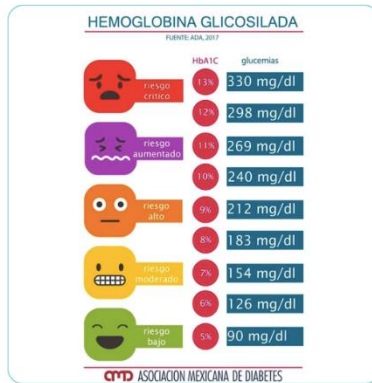 HEMOGLOBINA GLICOSILADA
FUENTE: ADA, 2017
HbA1C glucemias
riesgo crítico
13% 330 mg/dl
12% 298 mg/dl
riesgo aumentado
11% 269 mg/dl
10% 240 mg/dl
riesgo alto
9% 212 mg/dl
8% 183 mg/dl
riesgo moderado
7% 154 mg/dl
6% 126 mg/dl
riesgo bajo
5% 90 mg/dl
amd ASOCIACION MEXICANA DE DIABETES